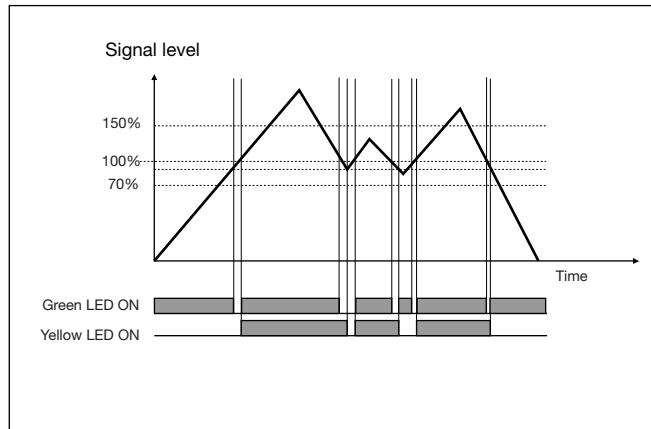 Signal level
150%
100%
70%
Time
Green LED ON
Yellow LED ON